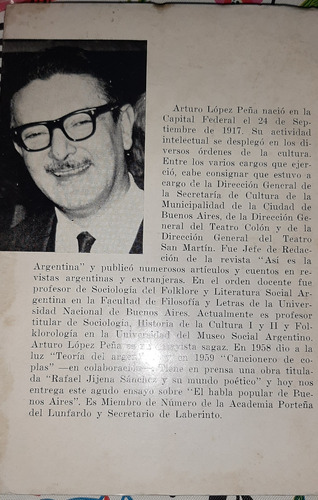 Arturo López Peña nació en la
Capital Federal el 24 de Sep-
tiembre de 1917. Su actividad
intelectual se desplegó en los di-
versos órdenes de la cultura.
Entre los varios cargos que ejer-
ció, cabe consignar que estuvo a
cargo de la Dirección General de
la Secretaría de Cultura de la
Municipalidad de la Ciudad de
Buenos Aires, de la Dirección Ge-
neral del Teatro Colón y de la
Dirección General del Teatro
San Martín. Fue Jefe de Redac-
ción de la revista "Así es la
Argentina" y publicó numerosos artículos y cuentos en re-
vistas argentinas y extranjeras. En el orden docente fue
profesor de Sociología del Folklore y Literatura Social Ar-
gentina en la Facultad de Filosofía y Letras de la Univer-
sidad Nacional de Buenos Aires. Actualmente es profesor
titular de Sociología, Historia de la Cultura I y II y Fol-
klorología en la Universidad del Museo Social Argentino.
Arturo López Peña es un ensayista sagaz. En 1958 dio a
la luz "Teoría del argentino" y en 1959 "Cancionero de co-
plas" —en colaboración—. Tiene en prensa una obra titula-
da "Rafael Jijena Sánchez y su mundo poético" y hoy nos
entrega este agudo ensayo sobre "El habla popular de Bue-
nos Aires". Es Miembro de Número de la Academia Porteña
del Lunfardo y Secretario de Laberinto.